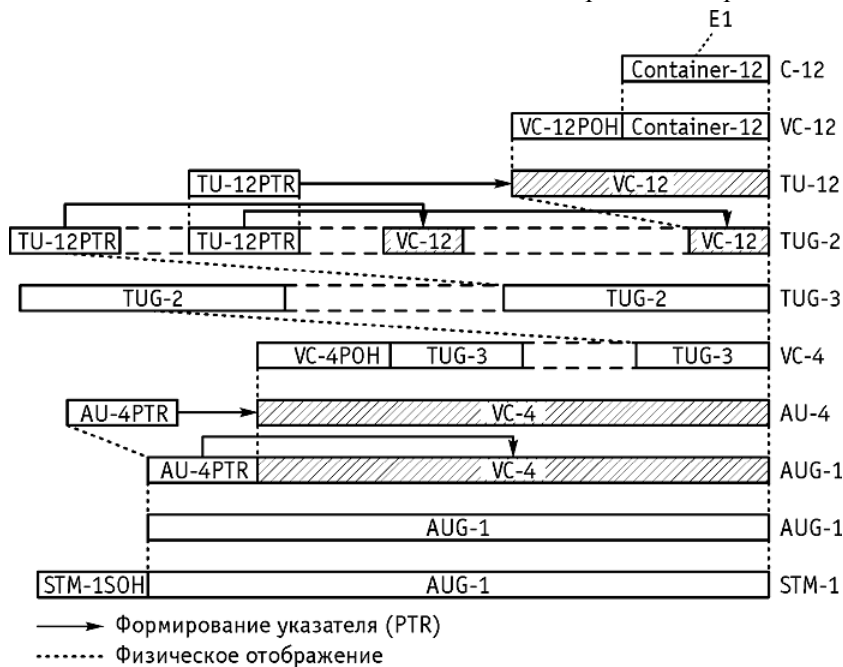 E1
Container-12 C-12
VC-12POH Container-12 VC-12
TU-12PTR VC-12 TU-12
TU-12PTR TU-12PTR VC-12 VC-12 TUG-2
TUG-2 TUG-2 TUG-3
VC-4POH TUG-3 TUG-3 VC-4
AU-4PTR VC-4 AU-4
AU-4PTR VC-4 AUG-1
AUG-1 AUG-1
STM-1SOH AUG-1 STM-1
Формирование указателя (PTR)
Физическое отображение